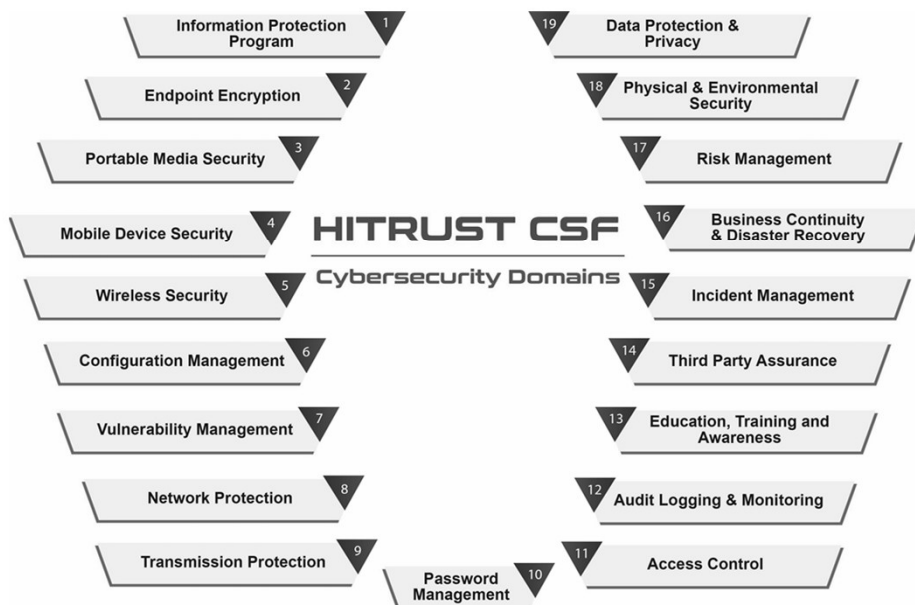 1
Information Protection
Program
2
Endpoint Encryption
3
Portable Media Security
4
Mobile Device Security
5
Wireless Security
6
Configuration Management
7
Vulnerability Management
8
Network Protection
9
Transmission Protection
10
Password
Management
HITRUST CSF
Cybersecurity Domains
19
Data Protection &
Privacy
18
Physical & Environmental
Security
17
Risk Management
16
Business Continuity
& Disaster Recovery
15
Incident Management
14
Third Party Assurance
13
Education, Training and
Awareness
12
Audit Logging & Monitoring
11
Access Control